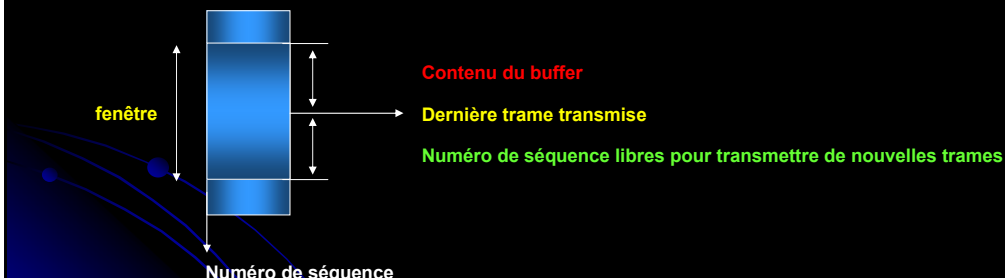 Contenu du buffer
fenêtre
Dernière trame transmise
Numéro de séquence libres pour transmettre de nouvelles trames
Numéro de séquence